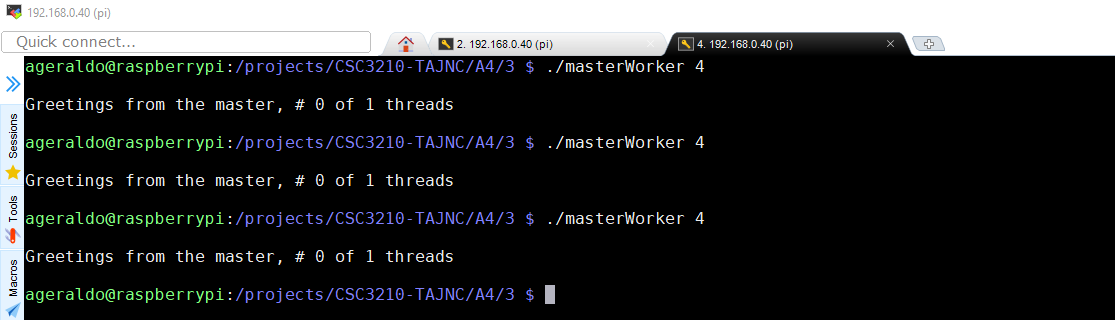 192.168.0.40 (pi)
Quick connect...
2. 192.168.0.40 (pi)
4. 192.168.0.40 (pi)
Sessions
Tools
Macros
ageraldo@raspberrypi:/projects/CSC3210-TAJNC/A4/3 $ ./masterWorker 4
Greetings from the master, # 0 of 1 threads
ageraldo@raspberrypi:/projects/CSC3210-TAJNC/A4/3 $ ./masterWorker 4
Greetings from the master, # 0 of 1 threads
ageraldo@raspberrypi:/projects/CSC3210-TAJNC/A4/3 $ ./masterWorker 4
Greetings from the master, # 0 of 1 threads
ageraldo@raspberrypi:/projects/CSC3210-TAJNC/A4/3 $